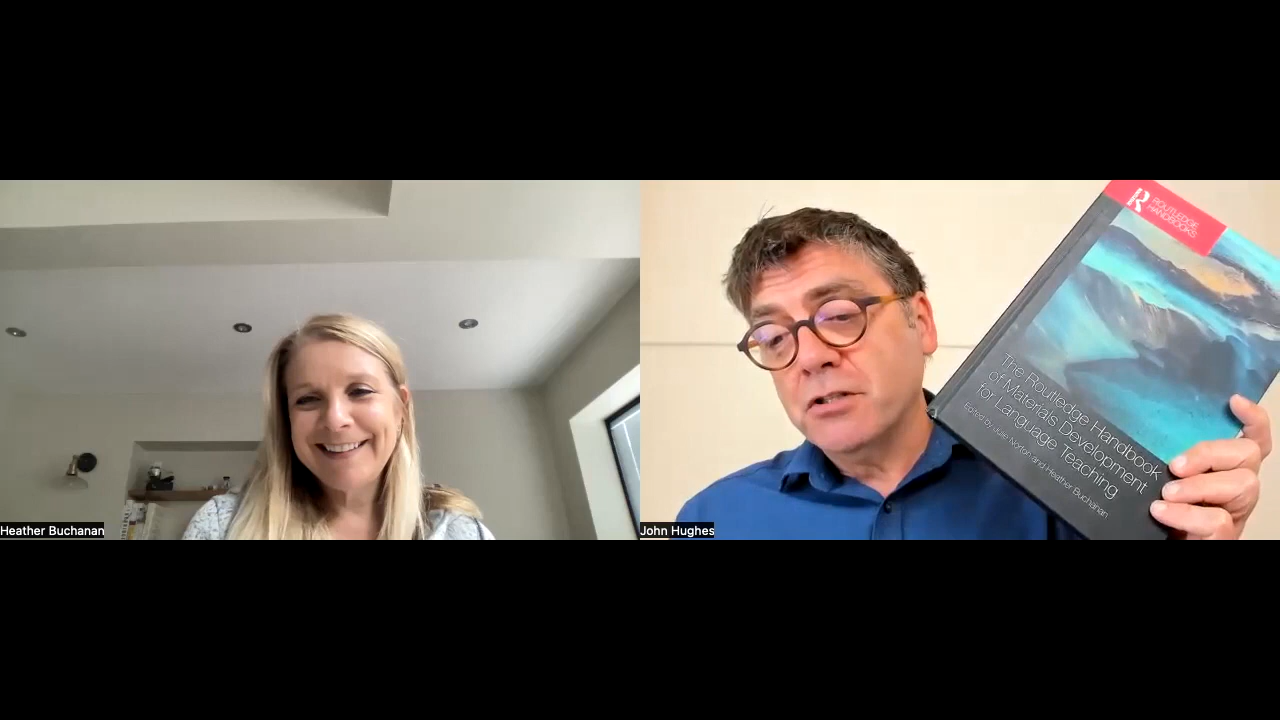 Heather Buchanan
John Hughes
ROUTLEDGE
HANDBOOKS
The Routledge Handbook
of Materials Development
for Language Teaching
Edited by Julie Norton and Heather Buchanan